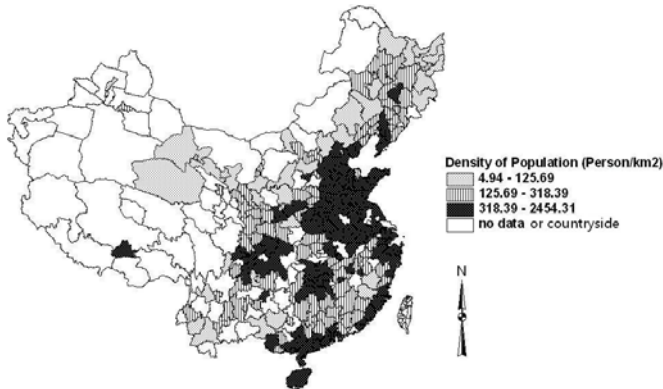 Density of Population (Person/km2)
4.94 - 125.69
125.69 - 318.39
318.39 - 2454.31
no data or countryside
N